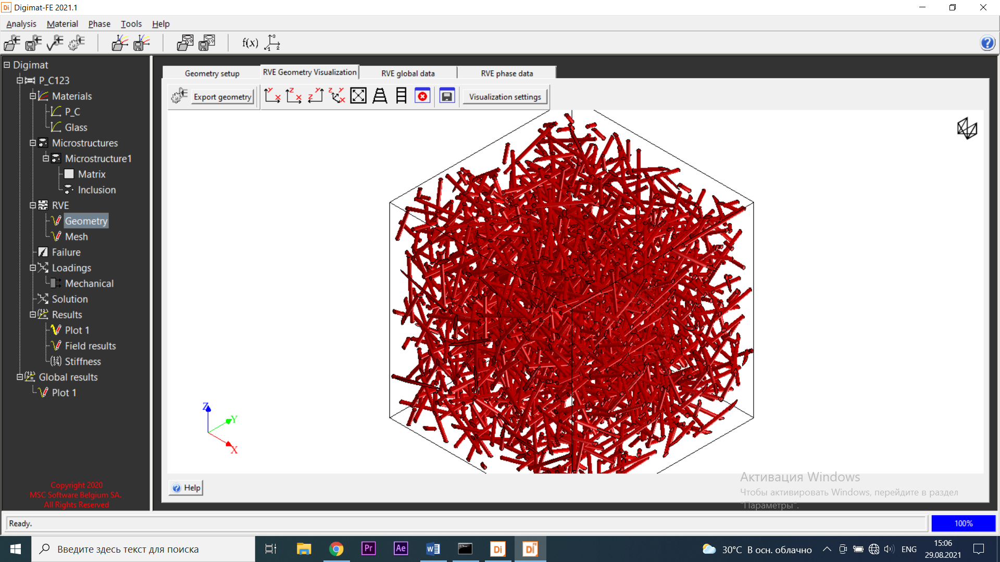 Digimat-FE 2021.1
Analysis Material Phase Tools Help
f(x)
Digimat
P_C123
Materials
P_C
Glass
Microstructures
Microstructure1
Matrix
Inclusion
RVE
Geometry
Mesh
Failure
Loadings
Mechanical
Solution
Results
Plot 1
Field results
Stiffness
Global results
Plot 1
Copyright 2020
MSC Software Belgium SA.
All Rights Reserved
Geometry setup RVE Geometry Visualization RVE global data RVE phase data
Export geometry Visualization settings
Z
Y
X
Help
Активация Windows
Чтобы активировать Windows, перейдите в раздел
"Параметры".
Ready.
100%
Введите здесь текст для поиска
Pr Ae Di Di
30°C В осн. облачно ENG
15:06
29.08.2021